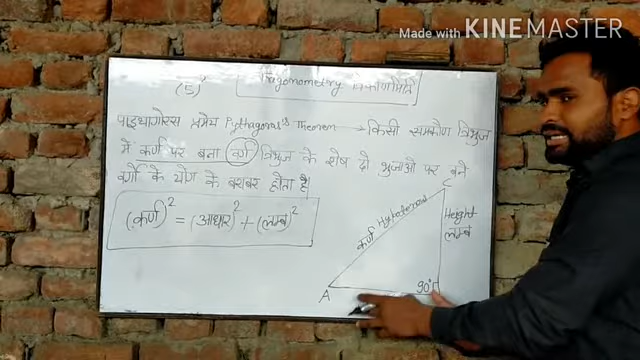 Made with KINEMASTER
(5)
Trigonometry त्रिकोणमिति
पाइथागोरस प्रमेय Pythagoras's Theorem → किसी समकोण त्रिभुज
में कर्ण पर बना वर्ग त्रिभुज के शेष दो भुजाओं पर बने
वर्गों के योग के बराबर होता है।
(कर्ण)² = (आधार)² + (लम्ब)²
C
कर्ण Hypotenuse
Height
लम्ब
90°
A